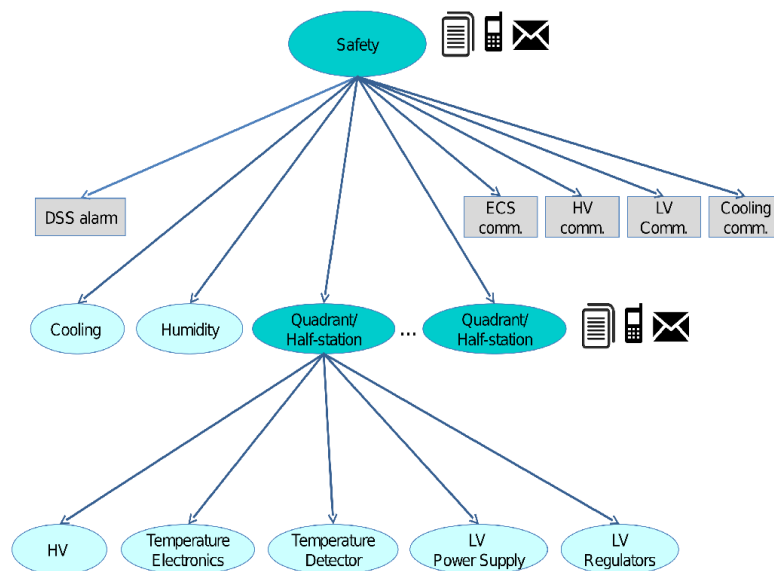 Safety
DSS alarm
ECS
comm.
HV
comm.
LV
Comm.
Cooling
comm.
Cooling
Humidity
Quadrant/
Half-station
...
Quadrant/
Half-station
HV
Temperature
Electronics
Temperature
Detector
LV
Power Supply
LV
Regulators